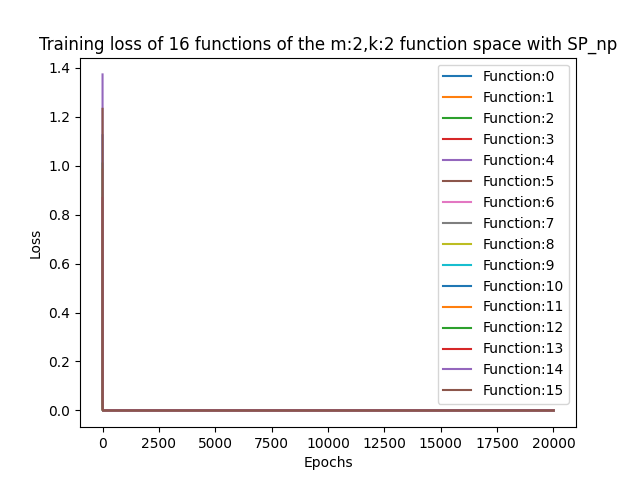 Training loss of 16 functions of the m:2,k:2 function space with SP_np
1.4
1.2
1.0
0.8
0.6
0.4
0.2
0.0
Loss
Function:0
Function:1
Function:2
Function:3
Function:4
Function:5
Function:6
Function:7
Function:8
Function:9
Function:10
Function:11
Function:12
Function:13
Function:14
Function:15
0 2500 5000 7500 10000 12500 15000 17500 20000
Epochs